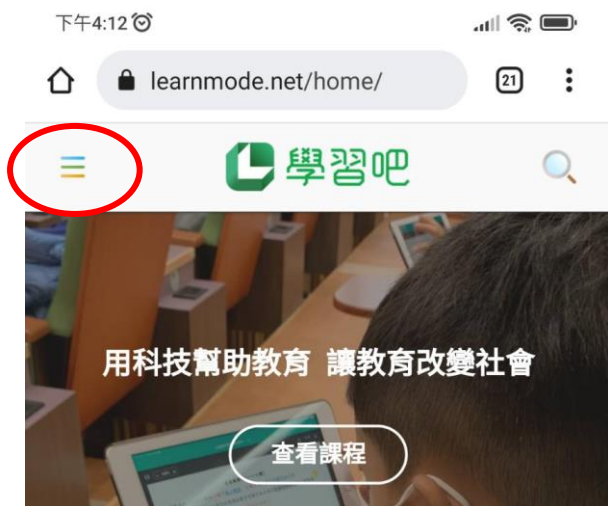 下午4:12
learnmode.net/home/
21
學習吧
用科技幫助教育 讓教育改變社會
查看課程